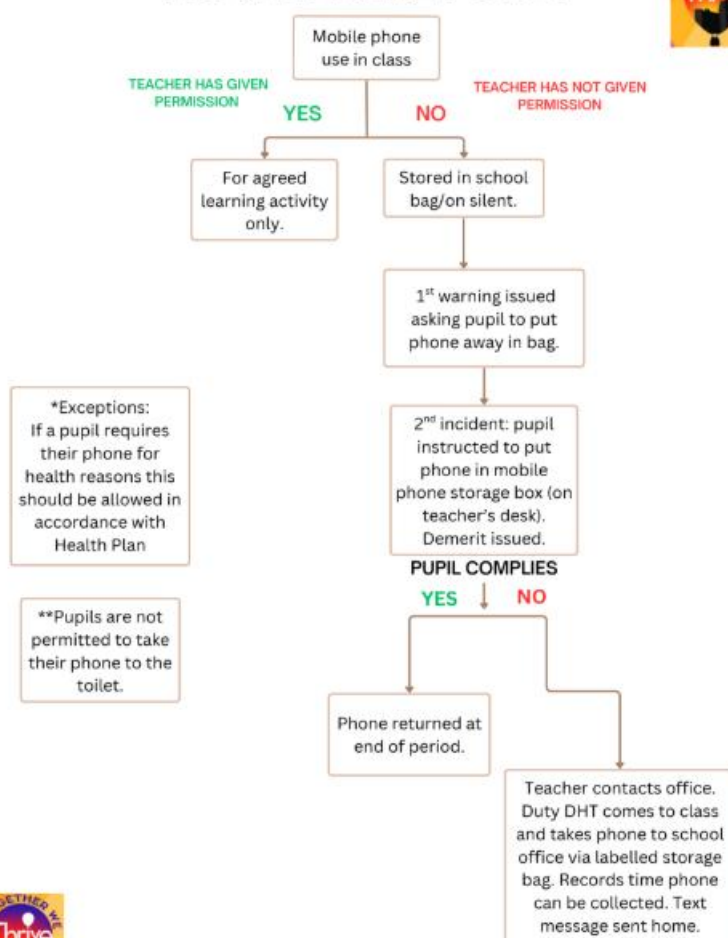 Mobile phone
use in class
TEACHER HAS GIVEN
PERMISSION
YES
NO
TEACHER HAS NOT GIVEN
PERMISSION
For agreed
learning activity
only.
Stored in school
bag/on silent.
1st warning issued
asking pupil to put
phone away in bag.
*Exceptions:
If a pupil requires
their phone for
health reasons this
should be allowed in
accordance with
Health Plan
2nd incident: pupil
instructed to put
phone in mobile
phone storage box (on
teacher's desk).
Demerit issued.
PUPIL COMPLIES
YES
NO
**Pupils are not
permitted to take
their phone to the
toilet.
Phone returned at
end of period.
Teacher contacts office.
Duty DHT comes to class
and takes phone to school
office via labelled storage
bag. Records time phone
can be collected. Text
message sent home.
Thrive